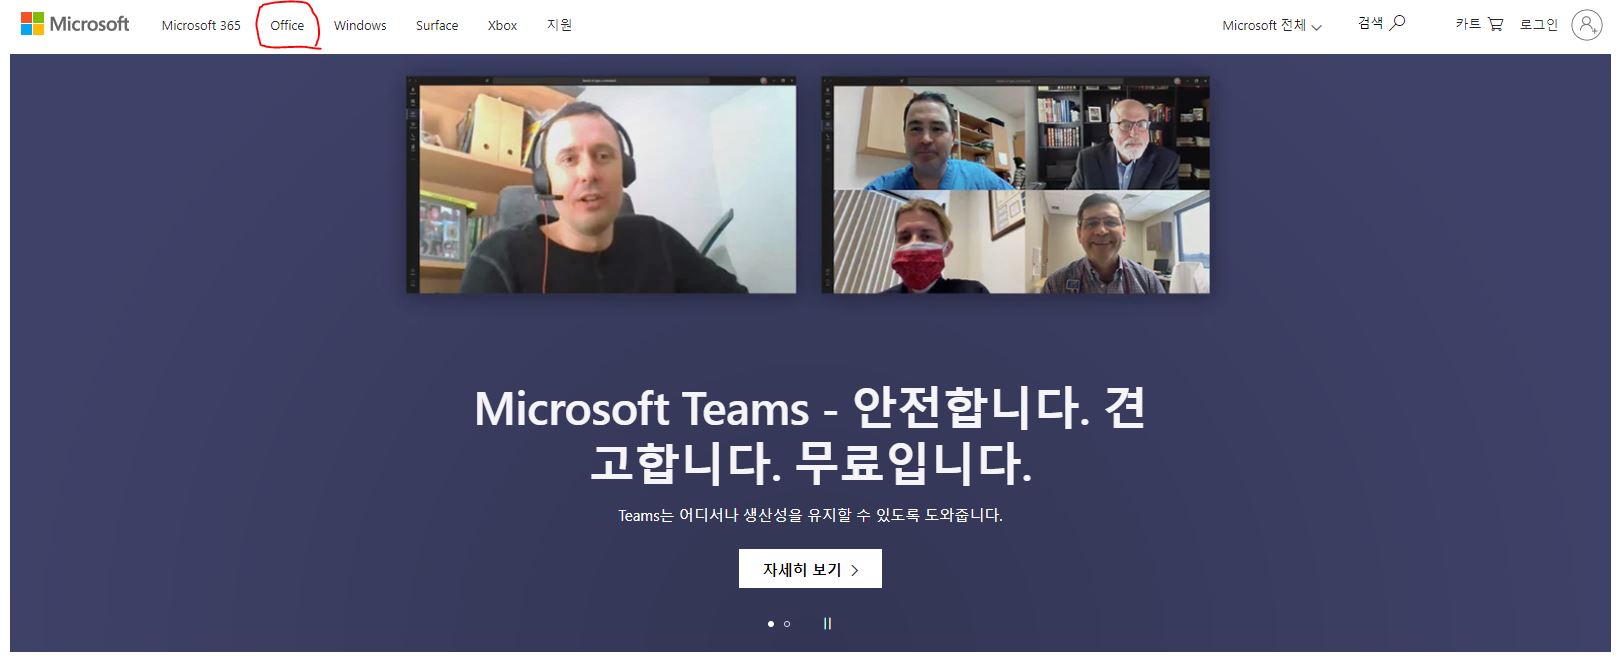 Microsoft Microsoft 365 Office Windows Surface Xbox 지원 Microsoft 전체 검색 카트 로그인
Microsoft Teams - 안전합니다. 견
고합니다. 무료입니다.
Teams는 어디서나 생산성을 유지할 수 있도록 도와줍니다.
자세히 보기